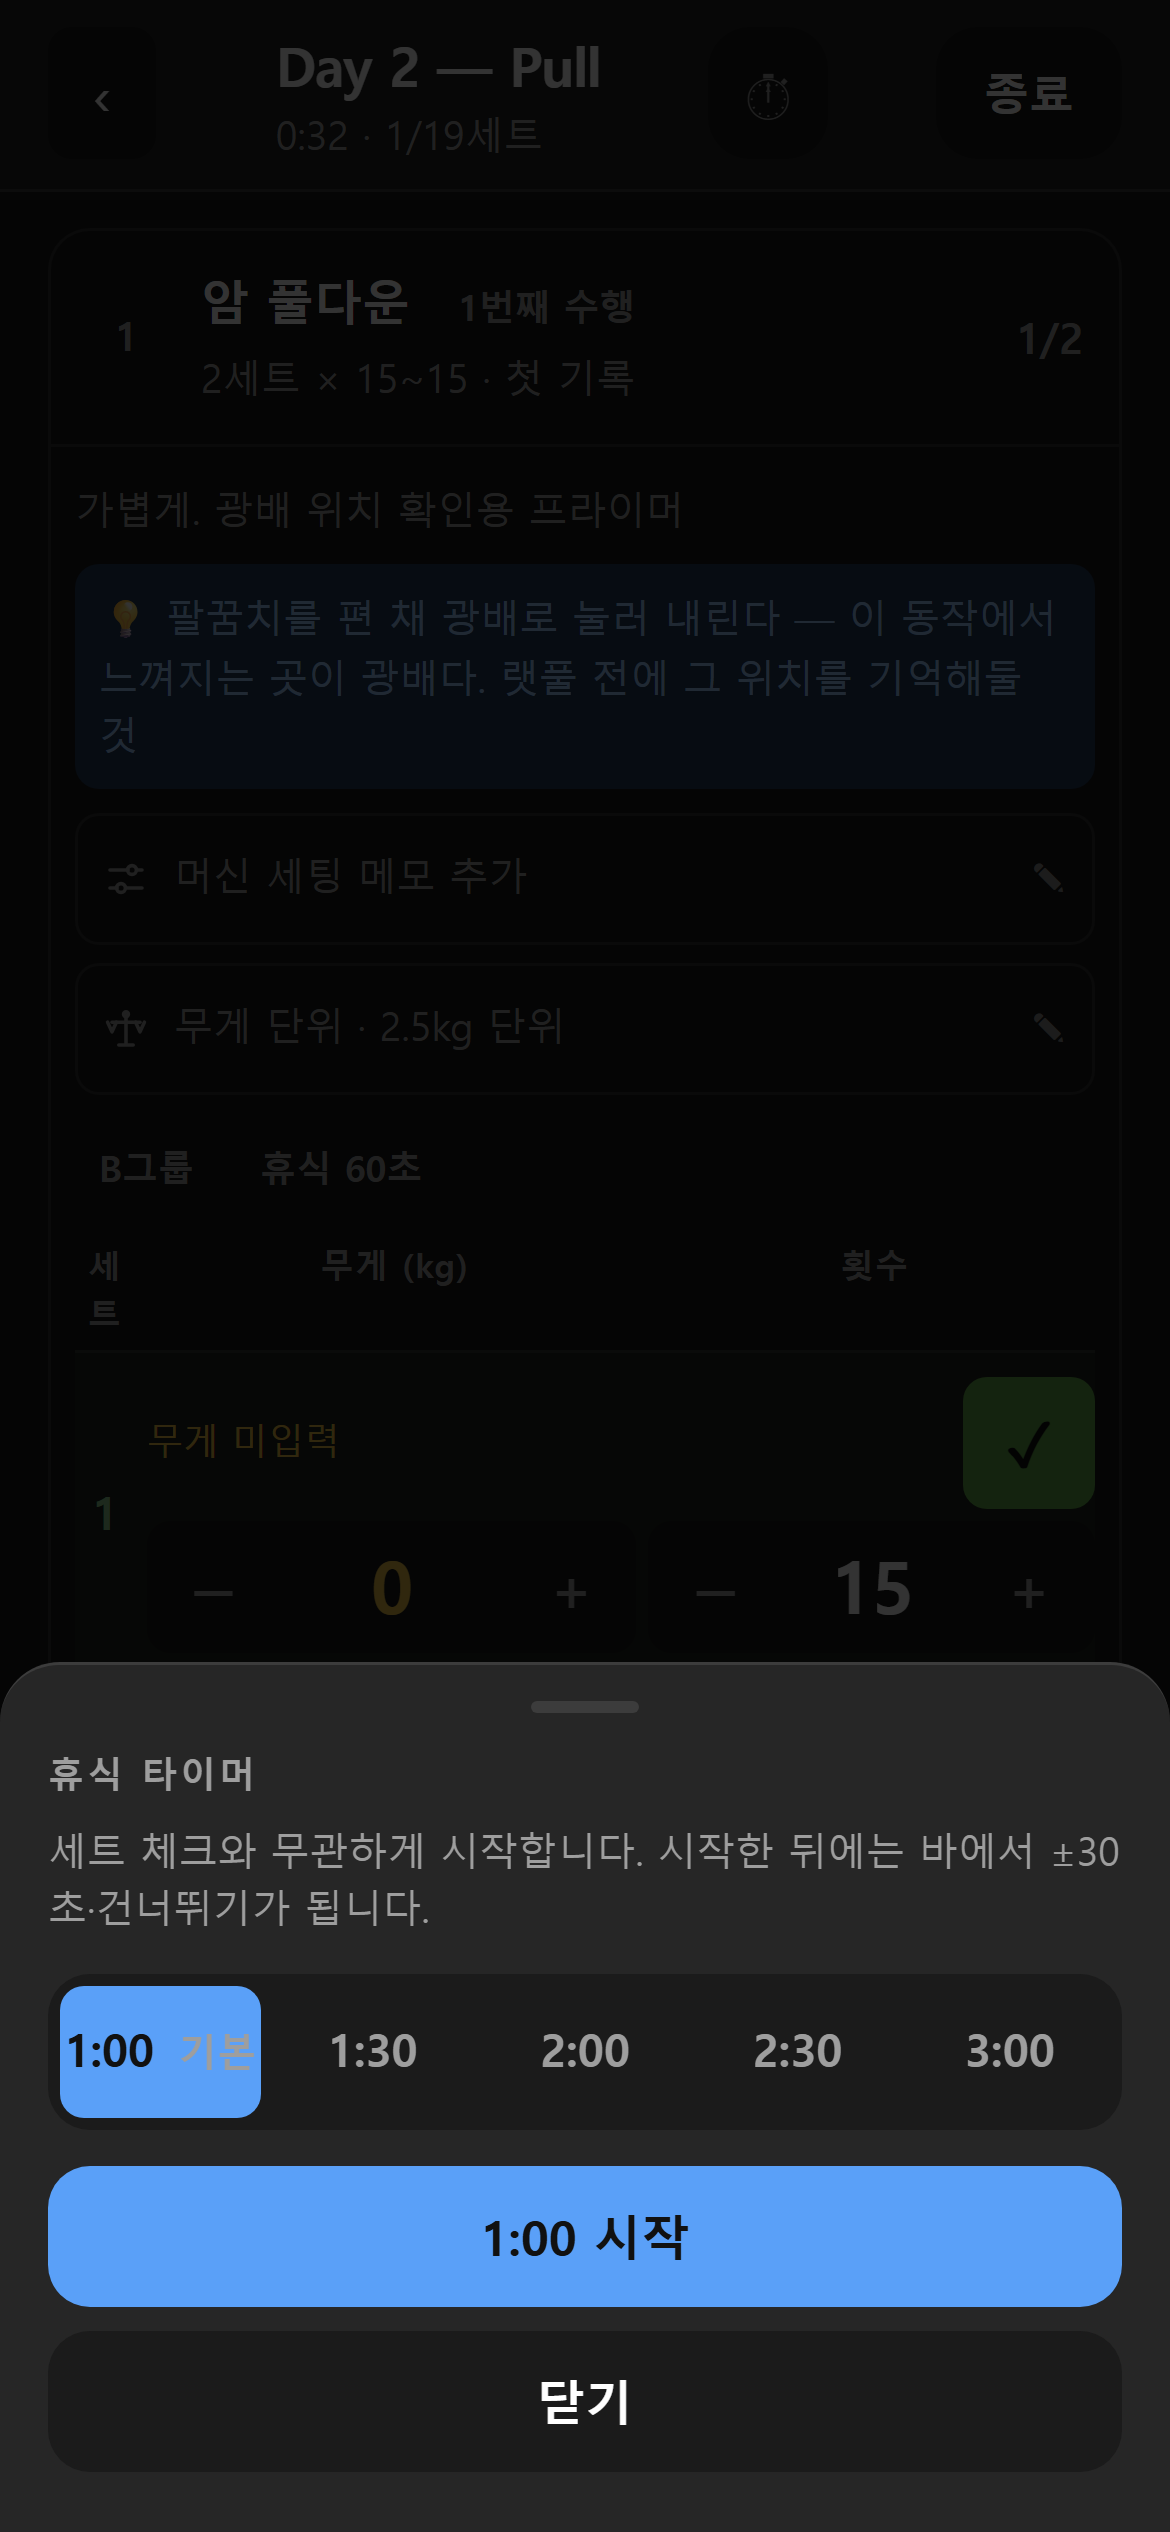 ‹
Day 2 — Pull
0:32 · 1/19세트
종료
1
암 풀다운 1번째 수행
2세트 × 15~15 · 첫 기록
1/2
가볍게. 광배 위치 확인용 프라이머
💡 팔꿈치를 편 채 광배로 눌러 내린다 — 이 동작에서
느껴지는 곳이 광배다. 랫풀 전에 그 위치를 기억해둘
것
머신 세팅 메모 추가
무게 단위 · 2.5kg 단위
B그룹 휴식 60초
세
트
무게 (kg)
횟수
무게 미입력
✓
1
— 0 + — 15 +
휴식 타이머
세트 체크와 무관하게 시작합니다. 시작한 뒤에는 바에서 ±30
초·건너뛰기가 됩니다.
1:00 기본 1:30 2:00 2:30 3:00
1:00 시작
닫기